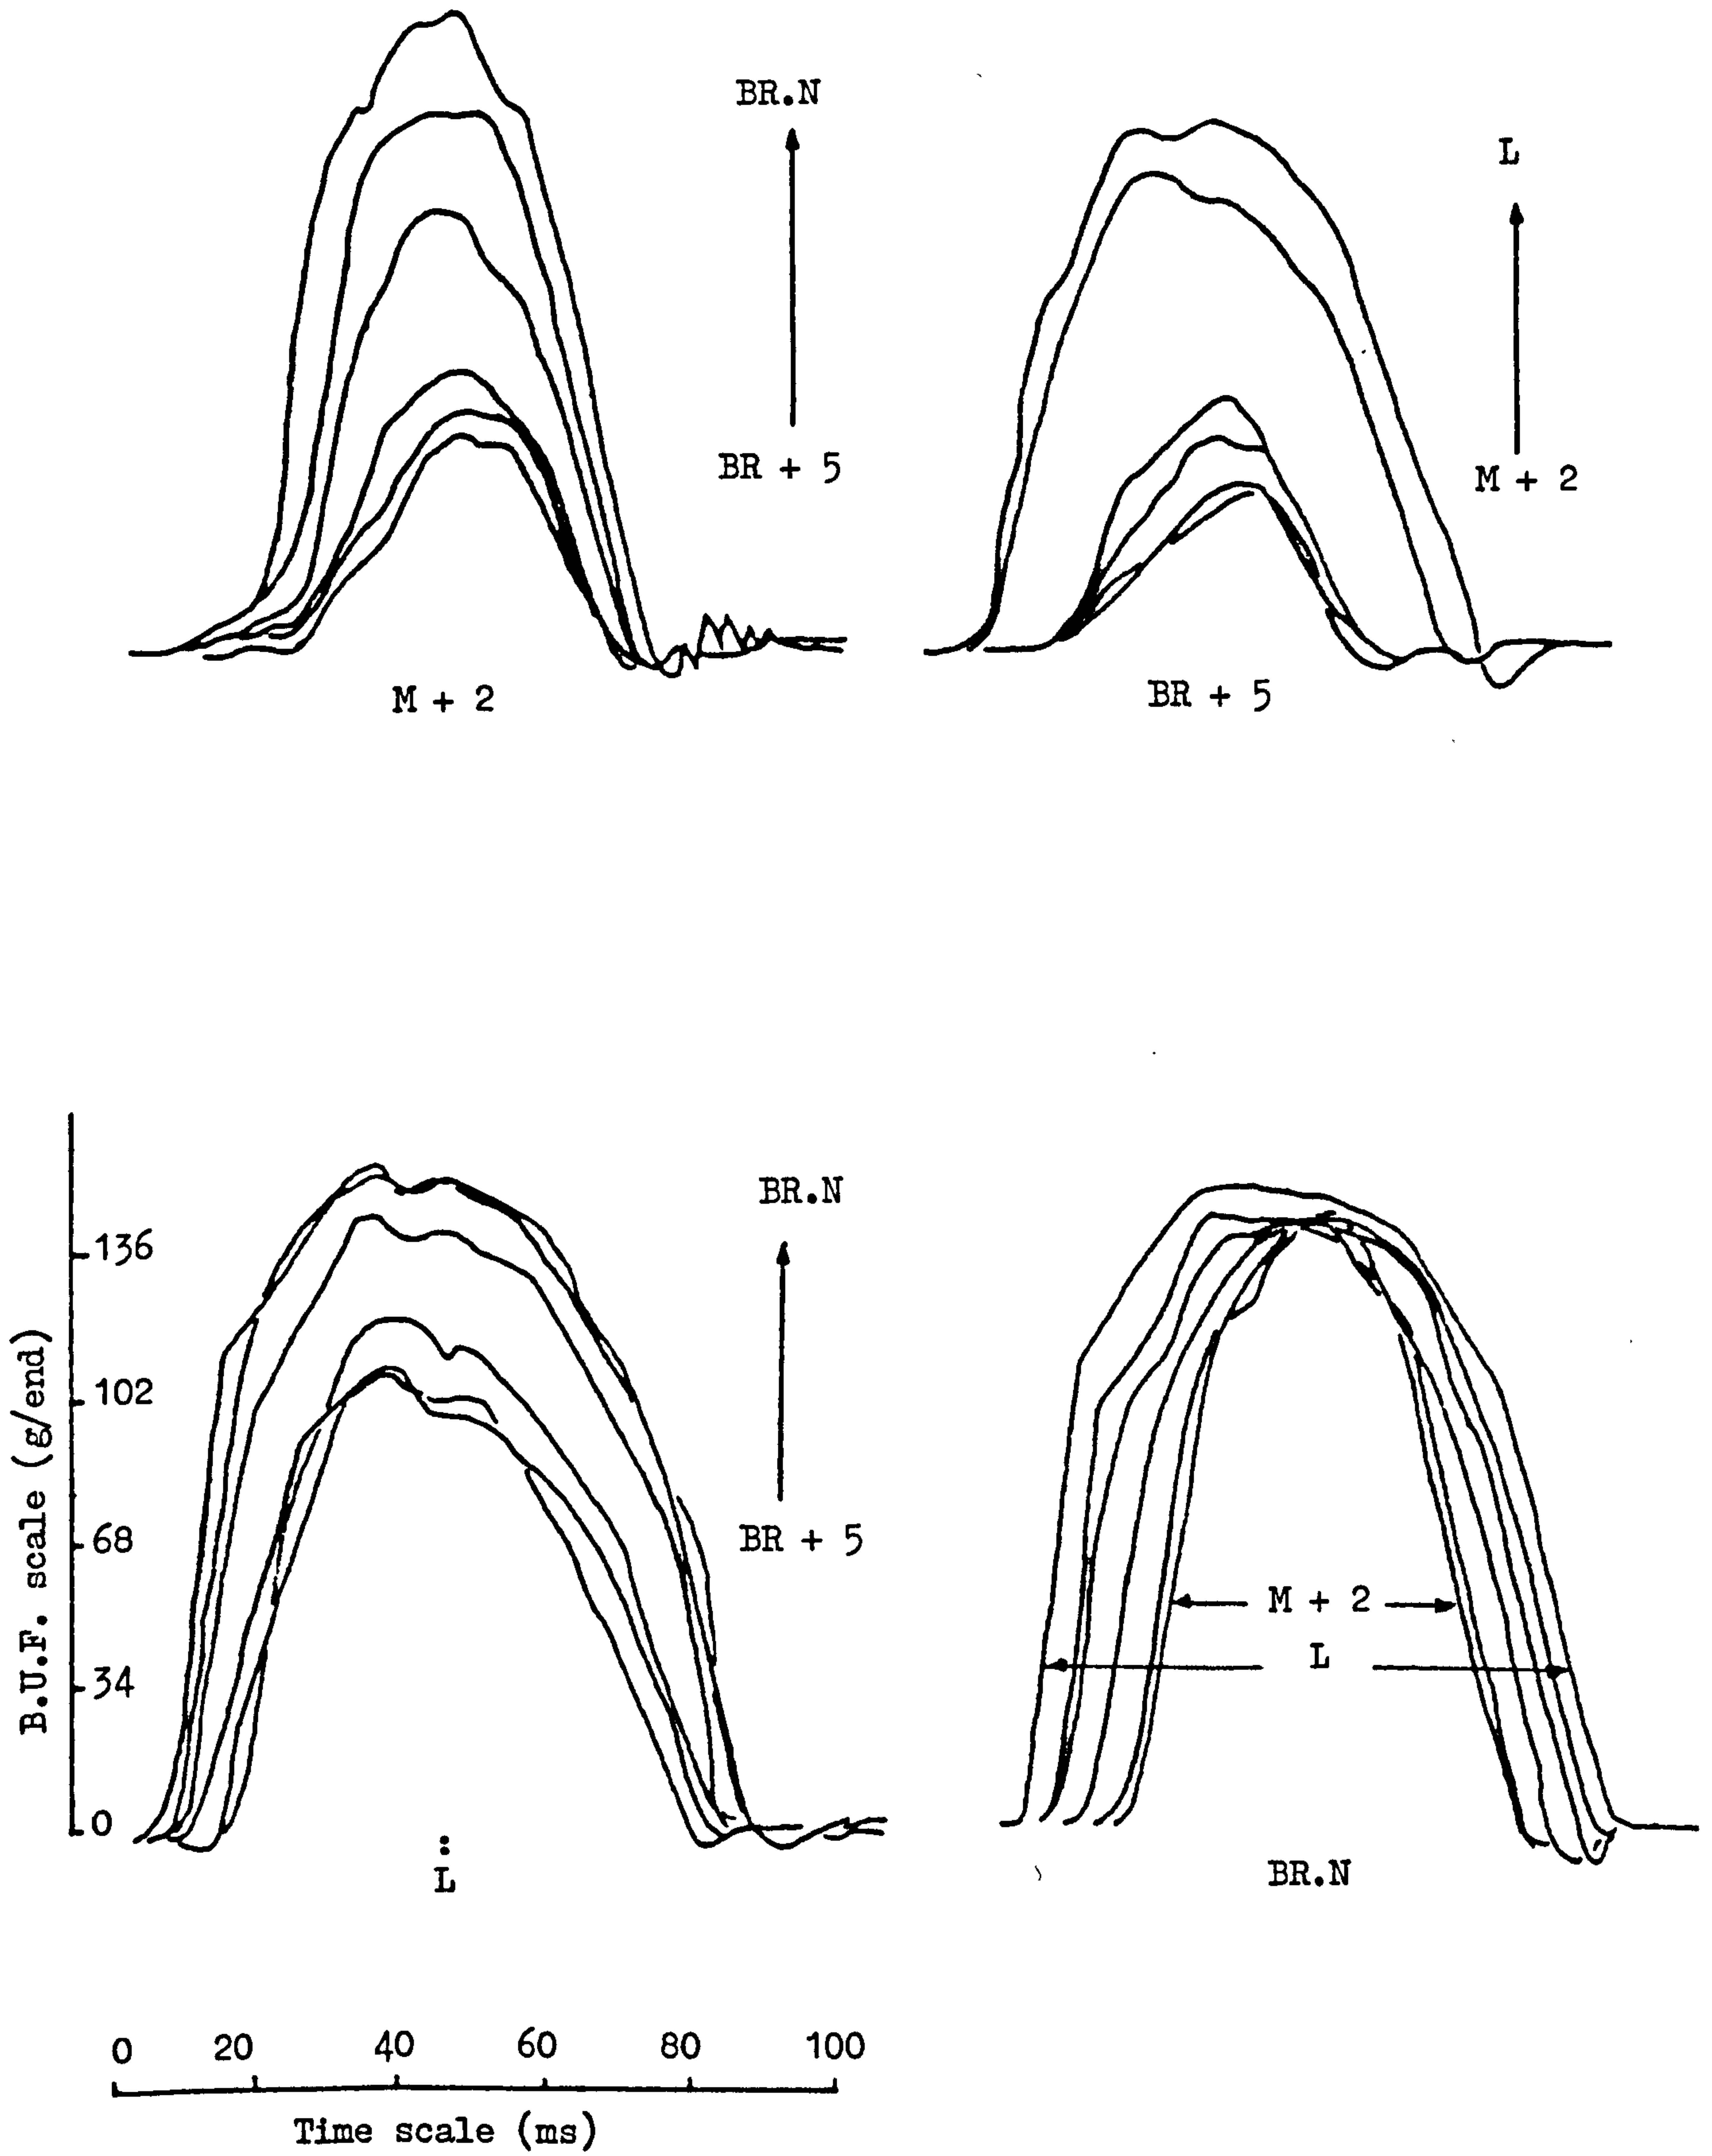 BR.N
BR + 5
M + 2
L
M + 2
BR + 5
B.U.F. scale (g/end)
136
102
68
34
0
BR.N
BR + 5
L
M + 2
L
BR.N
0 20 40 60 80 100
Time scale (ms)